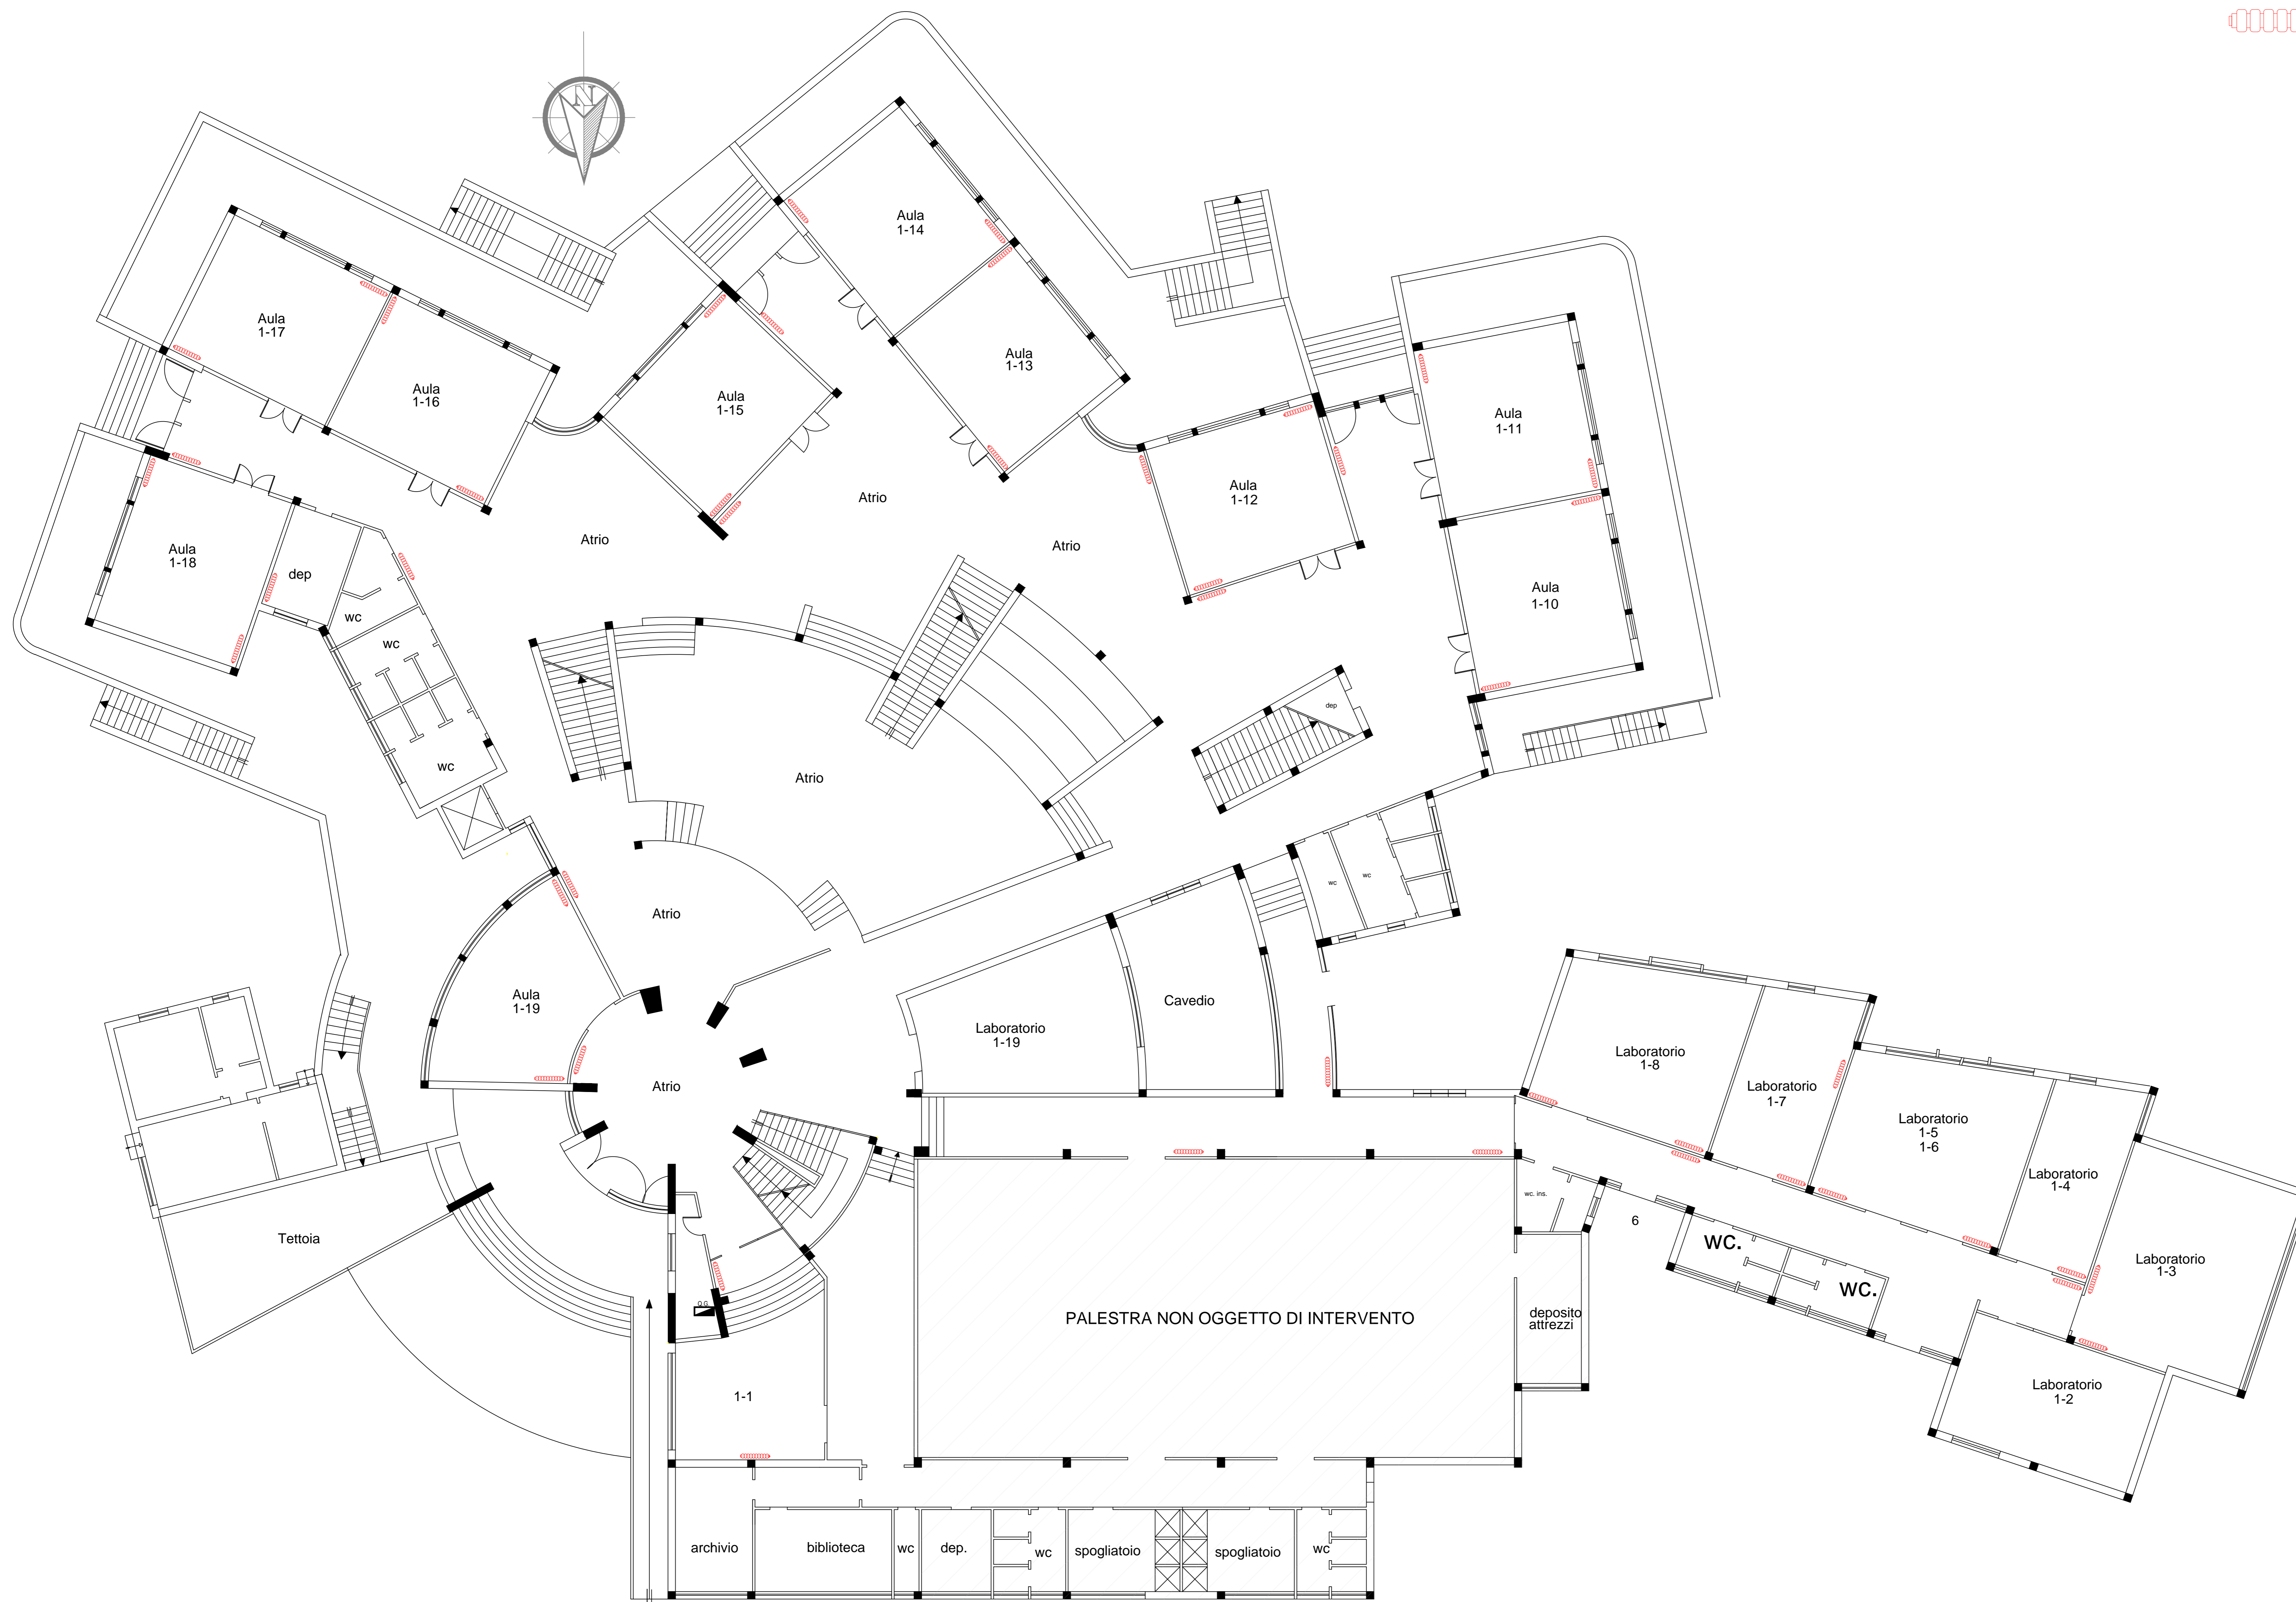 N
Aula
1-14
Aula
1-17
Aula
1-13
Aula
1-16
Aula
1-15
Aula
1-11
Aula
1-12
Atrio
Atrio
Atrio
Aula
1-18
dep
Aula
1-10
wc
wc
wc
dep
Atrio
wc
wc
Atrio
Aula
1-19
Cavedio
Laboratorio
1-19
Laboratorio
1-8
Laboratorio
1-7
Atrio
Laboratorio
1-5
1-6
Laboratorio
1-4
wc. ins.
6
Tettoia
wc.
wc.
Laboratorio
1-3
Q.G.
PALESTRA NON OGGETTO DI INTERVENTO
deposito
attrezzi
1-1
Laboratorio
1-2
archivio
biblioteca
wc
dep.
wc
spogliatoio
spogliatoio
wc